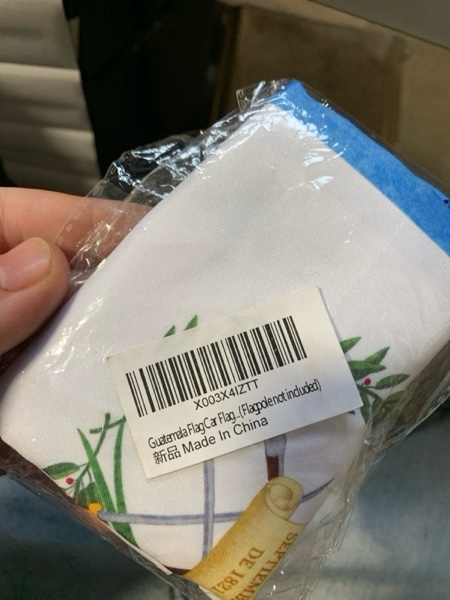 X003X4IZTT
Guatemala Flag Car Flag...(Flagpole not included)
新品 Made In China
SEPTIEMB
DE 1821